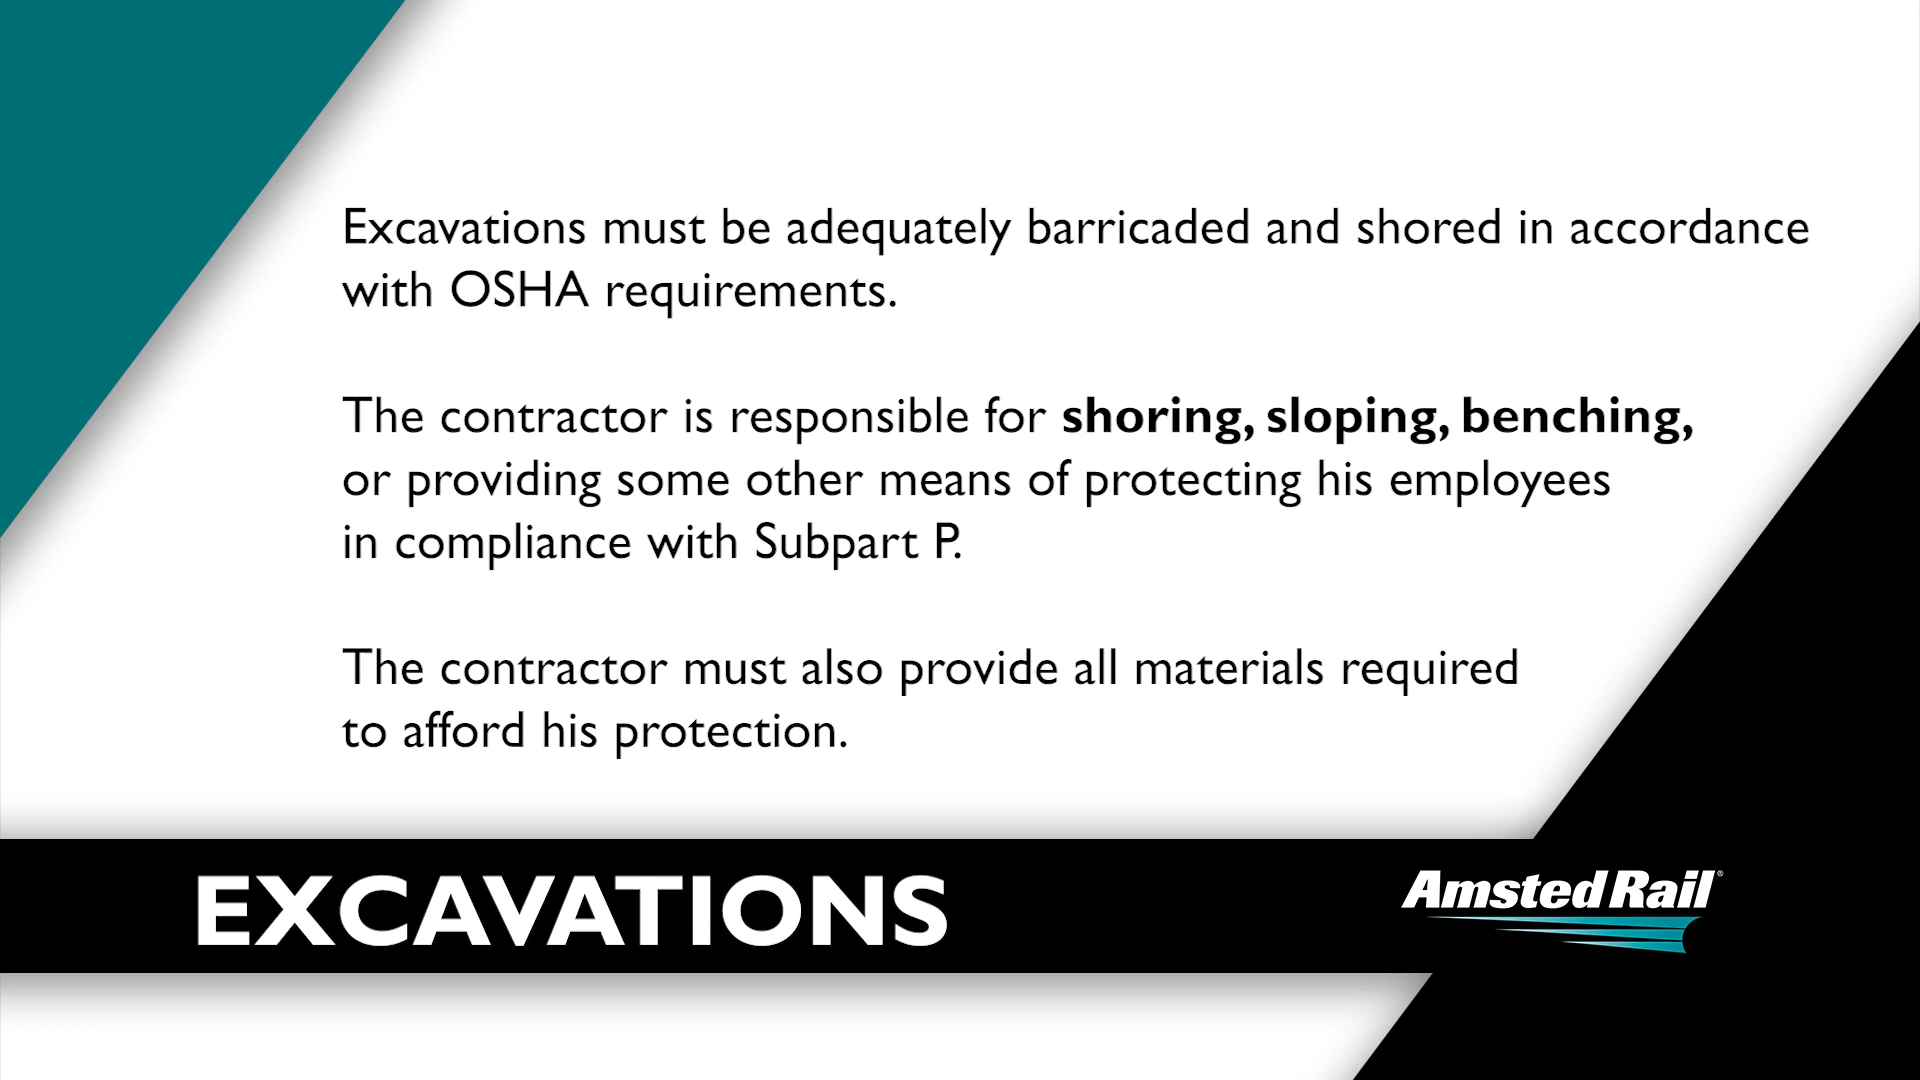 Excavations must be adequately barricaded and shored in accordance
with OSHA requirements.
The contractor is responsible for shoring, sloping, benching,
or providing some other means of protecting his employees
in compliance with Subpart P.
The contractor must also provide all materials required
to afford his protection.
EXCAVATIONS
AmstedRail®